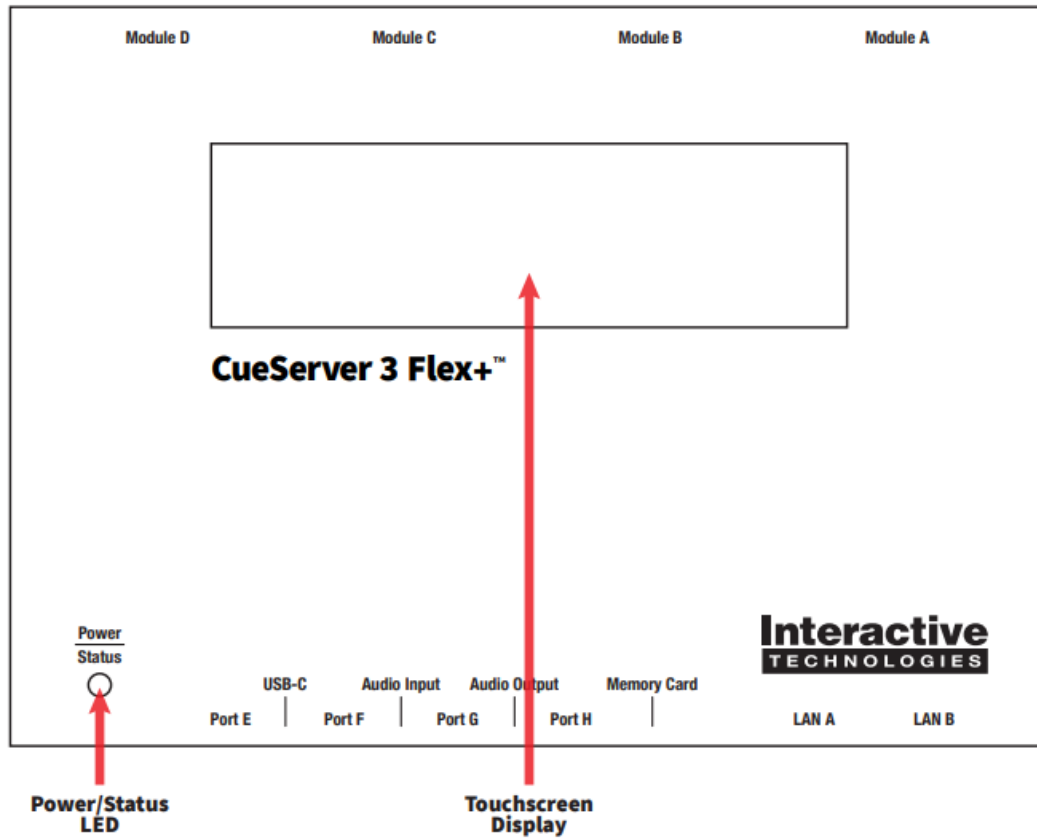 Module D Module C Module B Module A
CueServer 3 Flex+™
Power
Status
Interactive
TECHNOLOGIES
USB-C Audio Input Audio Output Memory Card
Port E Port F Port G Port H LAN A LAN B
Power/Status
LED
Touchscreen
Display